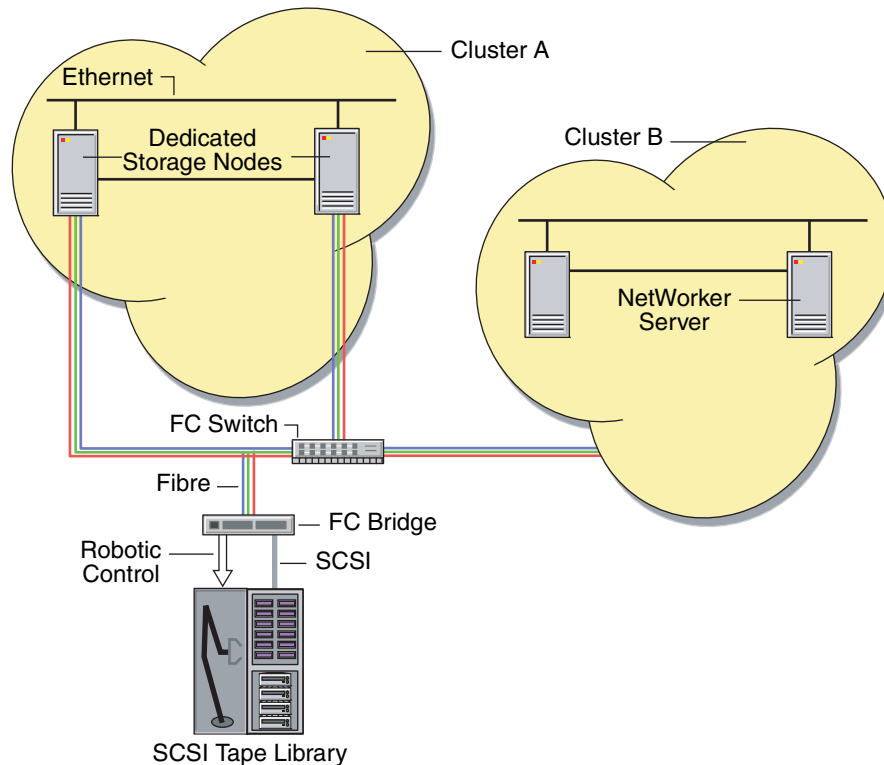 Cluster A
Ethernet
Dedicated
Storage Nodes
Cluster B
NetWorker
Server
FC Switch
Fibre
FC Bridge
Robotic
Control
SCSI
SCSI Tape Library